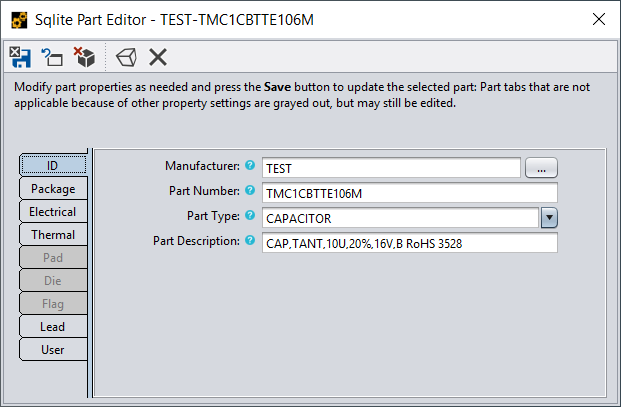 Sqlite Part Editor - TEST-TMC1CBTTE106M
Modify part properties as needed and press the Save button to update the selected part: Part tabs that are not
applicable because of other property settings are grayed out, but may still be edited.
ID
Package
Electrical
Thermal
Pad
Die
Flag
Lead
User
Manufacturer: ? TEST ...
Part Number: ? TMC1CBTTE106M
Part Type: ? CAPACITOR
Part Description: ? CAP,TANT,10U,20%,16V,B RoHS 3528